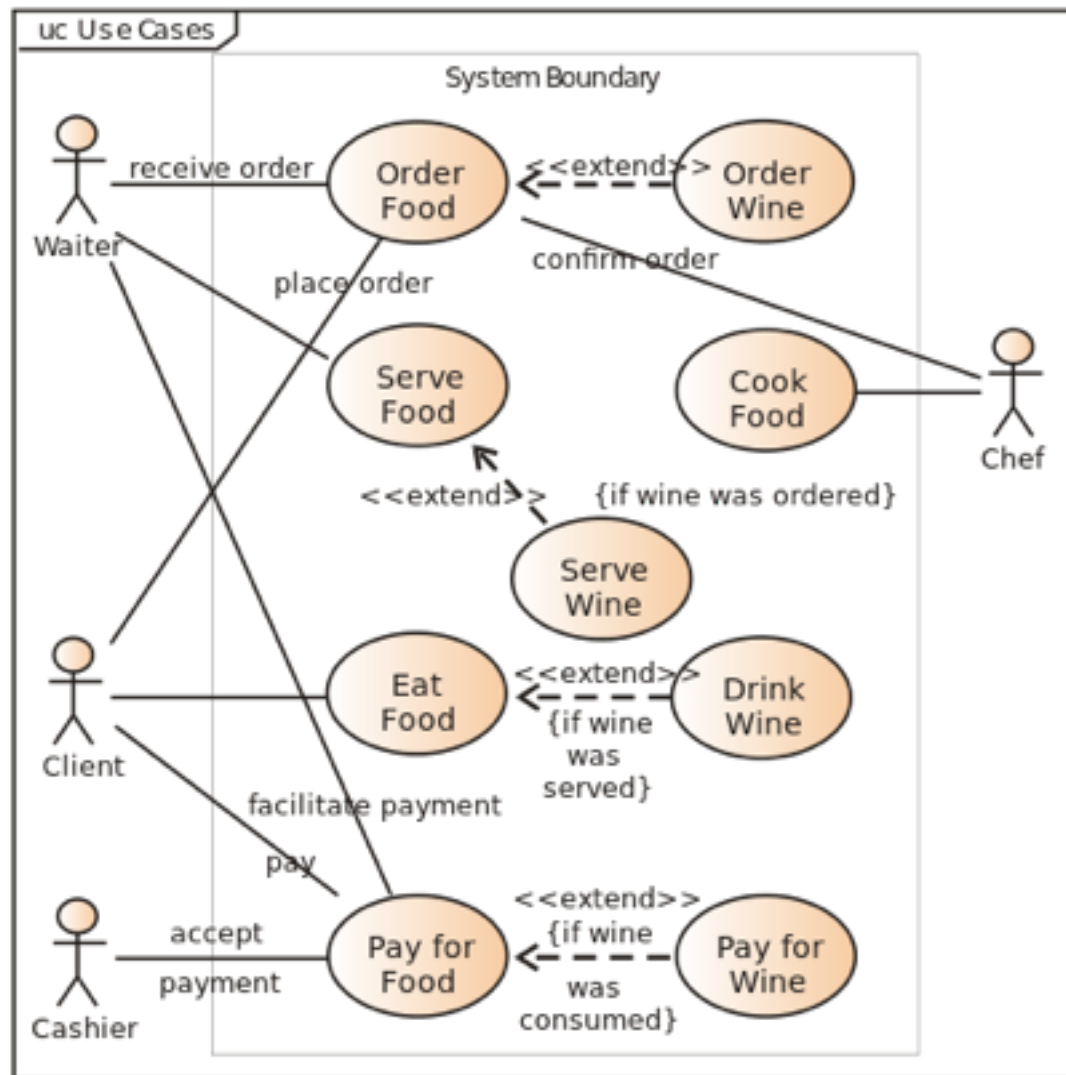 uc Use Cases
System Boundary
receive order
Order
Food
<<extend>>
Order
Wine
Waiter
confirm order
place order
Serve
Food
Cook
Food
Chef
<<extend>>
{if wine was ordered}
Serve
Wine
Eat
Food
<<extend>>
{if wine
was
served}
Drink
Wine
Client
facilitate payment
pay
accept
payment
Cashier
Pay for
Food
<<extend>>
{if wine
was
consumed}
Pay for
Wine